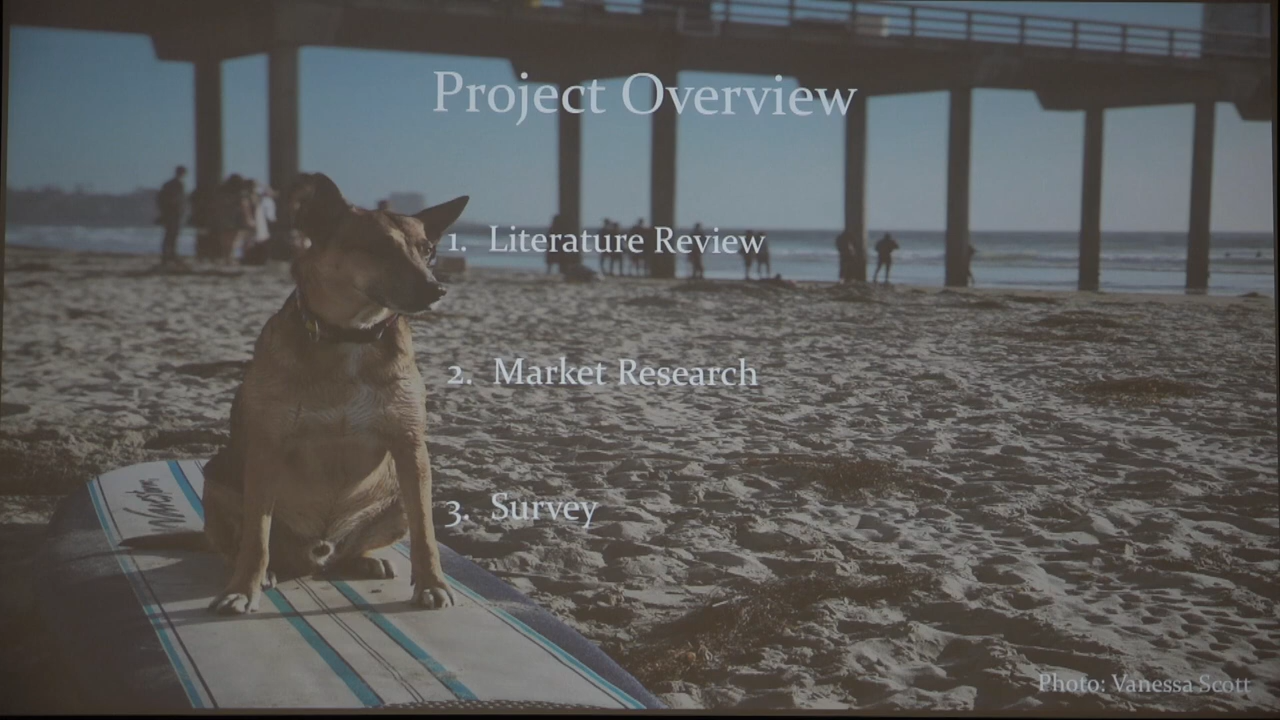 Project Overview
1. Literature Review
2. Market Research
3. Survey
Photo: Vanessa Scott